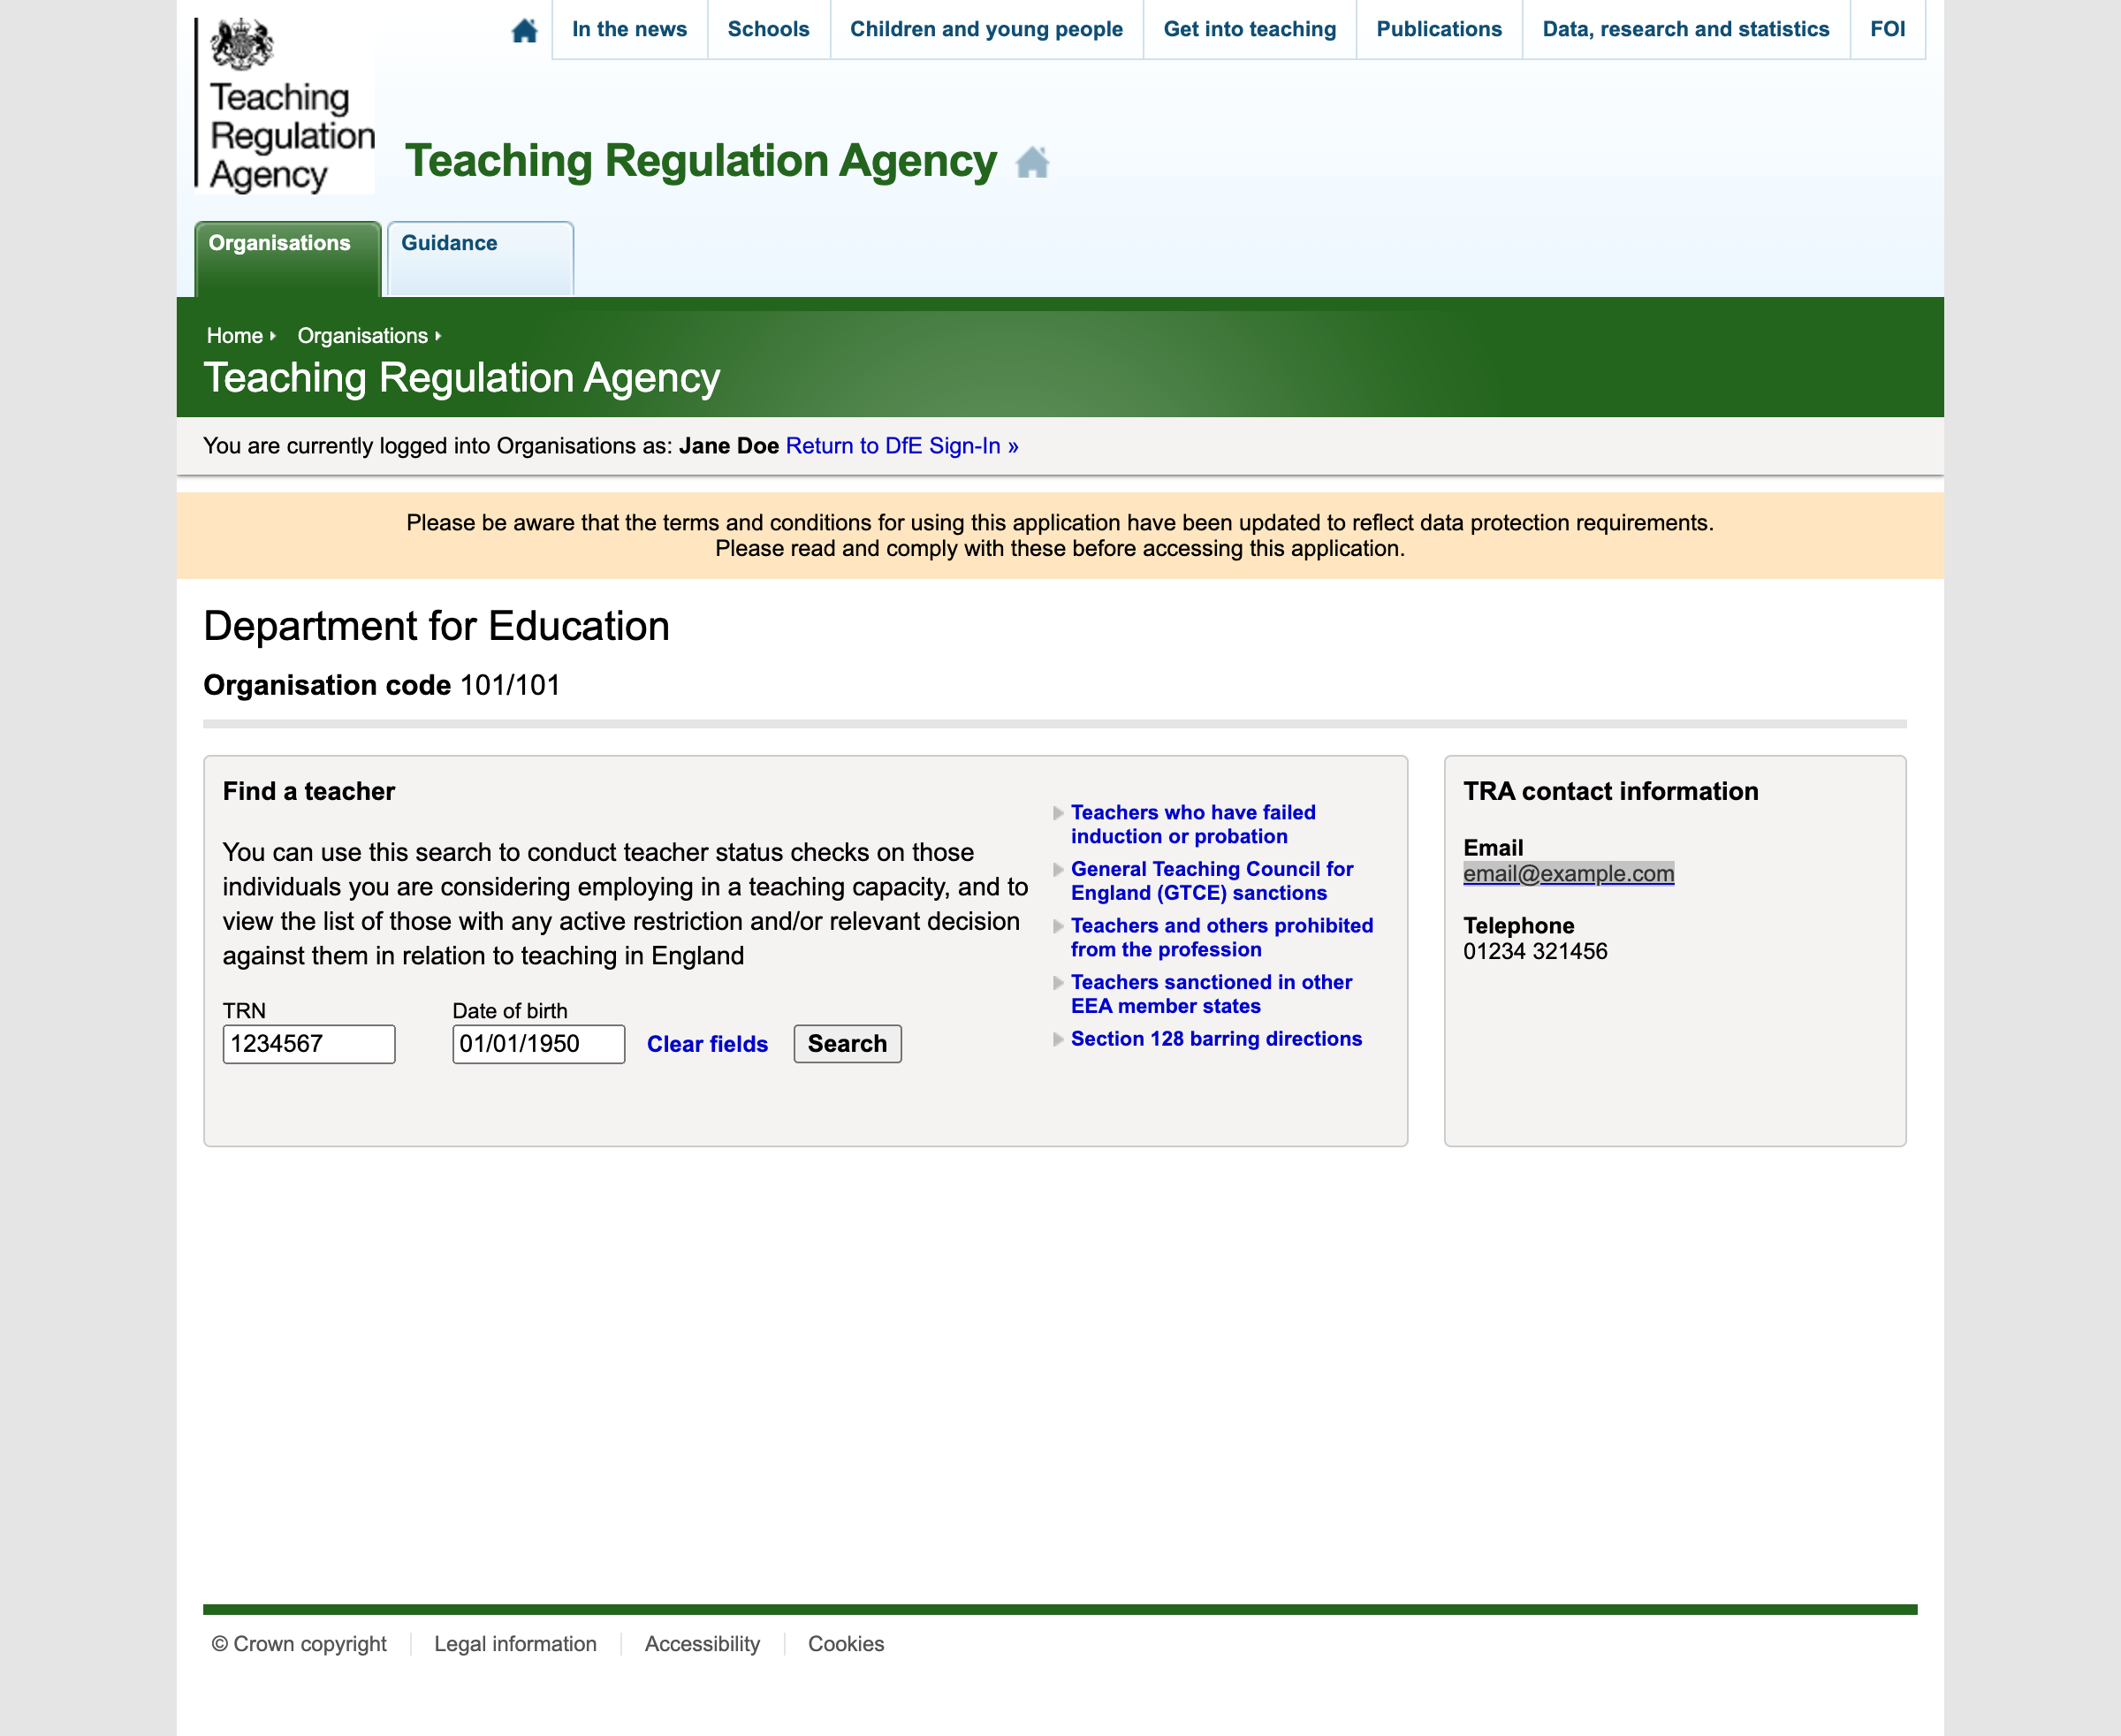 Teaching
Regulation
Agency
In the news
Schools
Children and young people
Get into teaching
Publications
Data, research and statistics
FOI
Teaching Regulation Agency
Organisations
Guidance
Home
Organisations
Teaching Regulation Agency
You are currently logged into Organisations as: Jane Doe Return to DfE Sign-In »
Please be aware that the terms and conditions for using this application have been updated to reflect data protection requirements.
Please read and comply with these before accessing this application.
Department for Education
Organisation code 101/101
Find a teacher
You can use this search to conduct teacher status checks on those
individuals you are considering employing in a teaching capacity, and to
view the list of those with any active restriction and/or relevant decision
against them in relation to teaching in England
TRN
Date of birth
1234567
01/01/1950
Clear fields
Search
Teachers who have failed
induction or probation
General Teaching Council for
England (GTCE) sanctions
Teachers and others prohibited
from the profession
Teachers sanctioned in other
EEA member states
Section 128 barring directions
TRA contact information
Email
email@example.com
Telephone
01234 321456
© Crown copyright
Legal information
Accessibility
Cookies